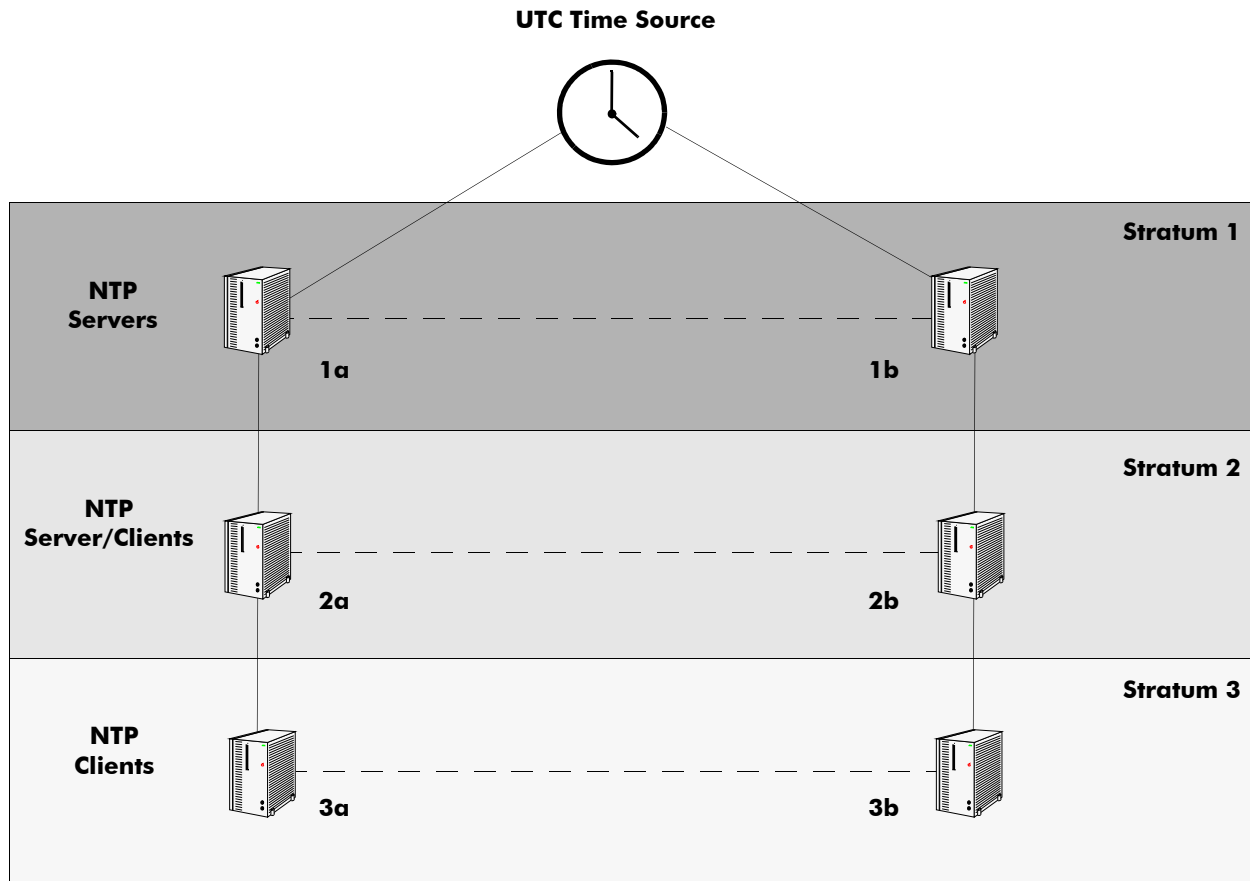 UTC Time Source
Stratum 1
NTP
Servers
1a
1b
Stratum 2
NTP
Server/Clients
2a
2b
Stratum 3
NTP
Clients
3a
3b